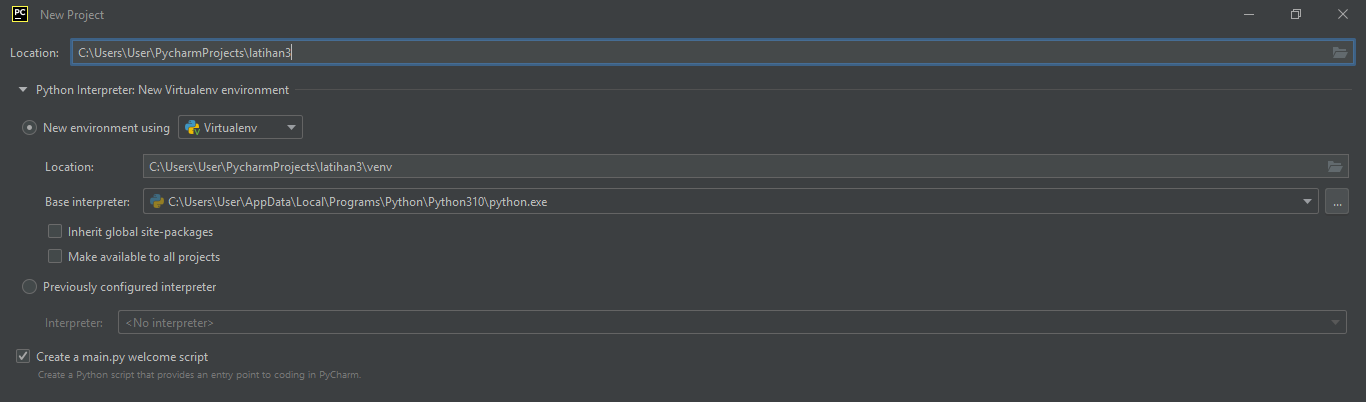 PC New Project
Location: C:\Users\User\PycharmProjects\latihan3
Python Interpreter: New Virtualenv environment
New environment using Virtualenv
Location: C:\Users\User\PycharmProjects\latihan3\venv
Base interpreter: C:\Users\User\AppData\Local\Programs\Python\Python310\python.exe ...
Inherit global site-packages
Make available to all projects
Previously configured interpreter
Interpreter: <No interpreter>
Create a main.py welcome script
Create a Python script that provides an entry point to coding in PyCharm.